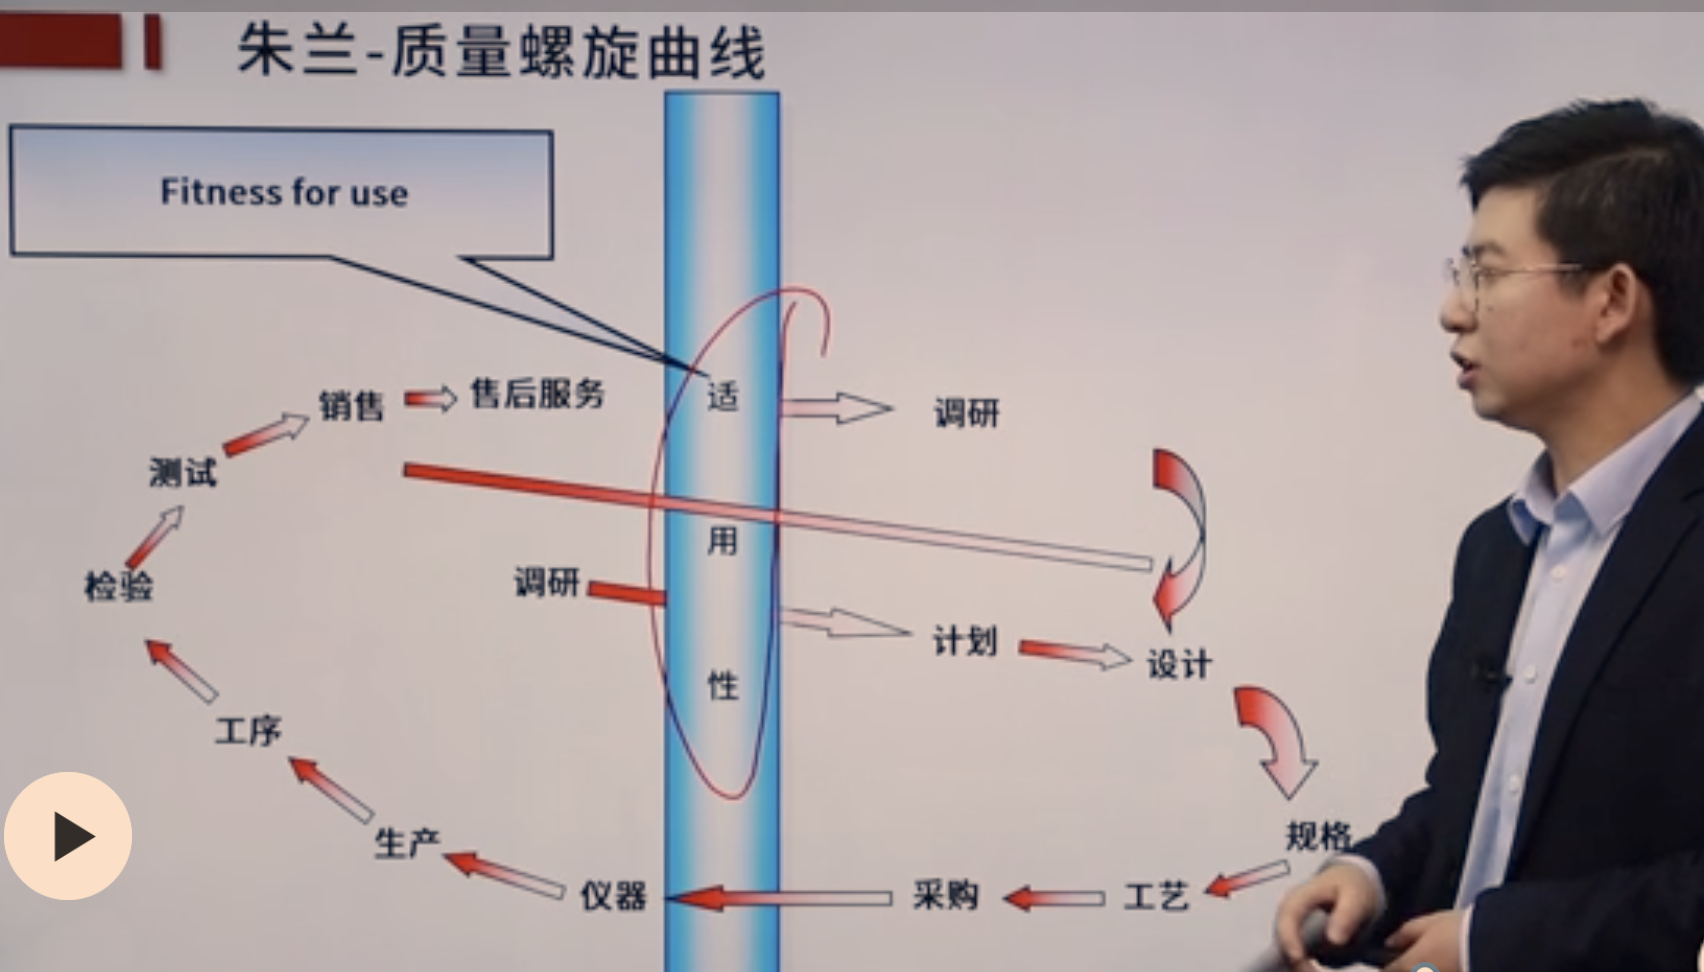 朱兰-质量螺旋曲线
Fitness for use
销售
售后服务
适
调研
测试
用
检验
调研
计划
设计
性
工序
生产
规格
仪器
采购
工艺